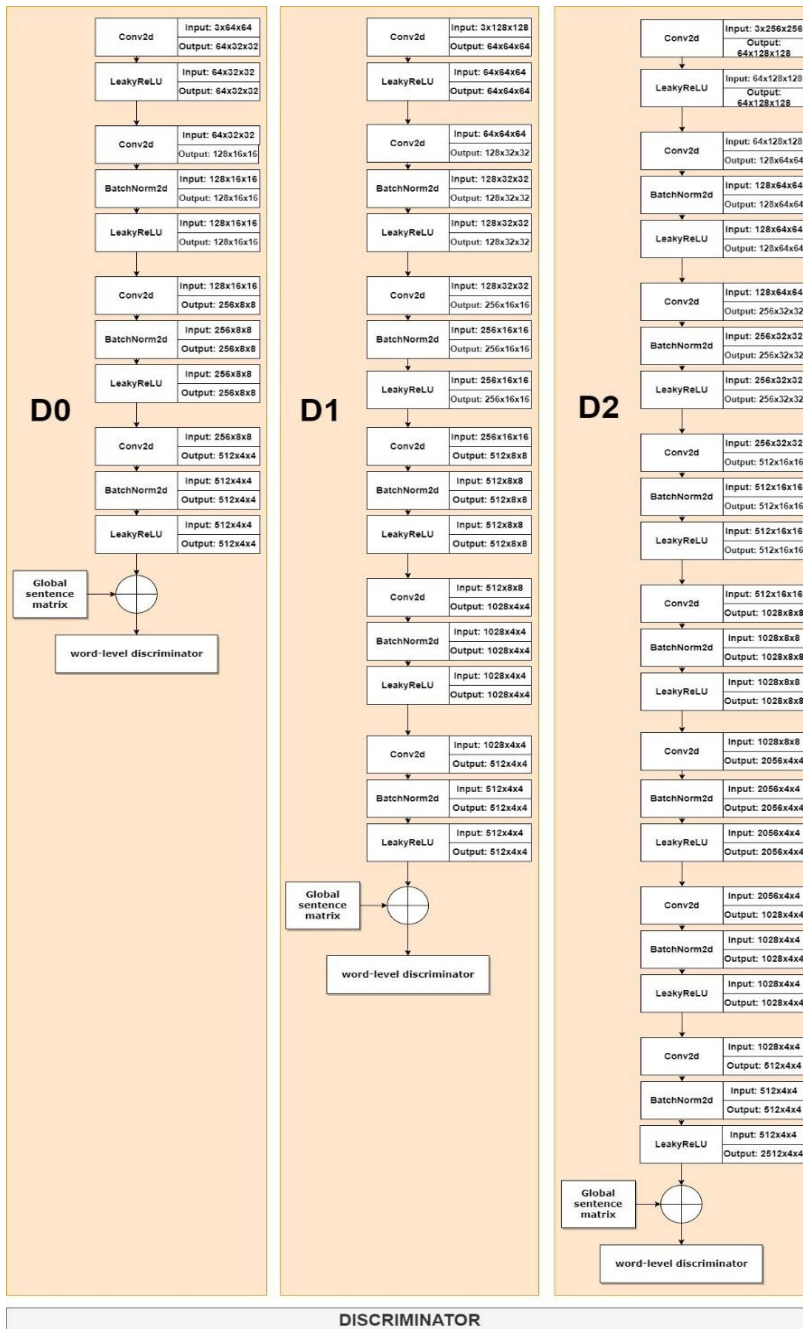 Conv2d
Input: 3x64x64
Output: 64x32x32
LeakyReLU
Input: 64x32x32
Output: 64x32x32
Conv2d
Input: 64x32x32
Output: 128x16x16
BatchNorm2d
Input: 128x16x16
Output: 128x16x16
LeakyReLU
Input: 128x16x16
Output: 128x16x16
Conv2d
Input: 128x16x16
Output: 256x8x8
BatchNorm2d
Input: 256x8x8
Output: 256x8x8
LeakyReLU
Input: 256x8x8
Output: 256x8x8
D0
Conv2d
Input: 256x8x8
Output: 512x4x4
BatchNorm2d
Input: 512x4x4
Output: 512x4x4
LeakyReLU
Input: 512x4x4
Output: 512x4x4
Global
sentence
matrix
word-level discriminator
Conv2d
Input: 3x128x128
Output: 64x64x64
LeakyReLU
Input: 64x64x64
Output: 64x64x64
Conv2d
Input: 64x64x64
Output: 128x32x32
BatchNorm2d
Input: 128x32x32
Output: 128x32x32
LeakyReLU
Input: 128x32x32
Output: 128x32x32
Conv2d
Input: 128x32x32
Output: 256x16x16
BatchNorm2d
Input: 256x16x16
Output: 256x16x16
LeakyReLU
Input: 256x16x16
Output: 256x16x16
D1
Conv2d
Input: 256x16x16
Output: 512x8x8
BatchNorm2d
Input: 512x8x8
Output: 512x8x8
LeakyReLU
Input: 512x8x8
Output: 512x8x8
Conv2d
Input: 512x8x8
Output: 1028x4x4
BatchNorm2d
Input: 1028x4x4
Output: 1028x4x4
LeakyReLU
Input: 1028x4x4
Output: 1028x4x4
Conv2d
Input: 1028x4x4
Output: 512x4x4
BatchNorm2d
Input: 512x4x4
Output: 512x4x4
LeakyReLU
Input: 512x4x4
Output: 512x4x4
Global
sentence
matrix
word-level discriminator
Conv2d
Input: 3x256x256
Output:
64x128x128
LeakyReLU
Input: 64x128x128
Output:
64x128x128
Conv2d
Input: 64x128x128
Output: 128x64x64
BatchNorm2d
Input: 128x64x64
Output: 128x64x64
LeakyReLU
Input: 128x64x64
Output: 128x64x64
Conv2d
Input: 128x64x64
Output: 256x32x32
BatchNorm2d
Input: 256x32x32
Output: 256x32x32
LeakyReLU
Input: 256x32x32
Output: 256x32x32
D2
Conv2d
Input: 256x32x32
Output: 512x16x16
BatchNorm2d
Input: 512x16x16
Output: 512x16x16
LeakyReLU
Input: 512x16x16
Output: 512x16x16
Conv2d
Input: 512x16x16
Output: 1028x8x8
BatchNorm2d
Input: 1028x8x8
Output: 1028x8x8
LeakyReLU
Input: 1028x8x8
Output: 1028x8x8
Conv2d
Input: 1028x8x8
Output: 2056x4x4
BatchNorm2d
Input: 2056x4x4
Output: 2056x4x4
LeakyReLU
Input: 2056x4x4
Output: 2056x4x4
Conv2d
Input: 2056x4x4
Output: 1028x4x4
BatchNorm2d
Input: 1028x4x4
Output: 1028x4x4
LeakyReLU
Input: 1028x4x4
Output: 1028x4x4
Conv2d
Input: 1028x4x4
Output: 512x4x4
BatchNorm2d
Input: 512x4x4
Output: 512x4x4
LeakyReLU
Input: 512x4x4
Output: 2512x4x4
Global
sentence
matrix
word-level discriminator
DISCRIMINATOR